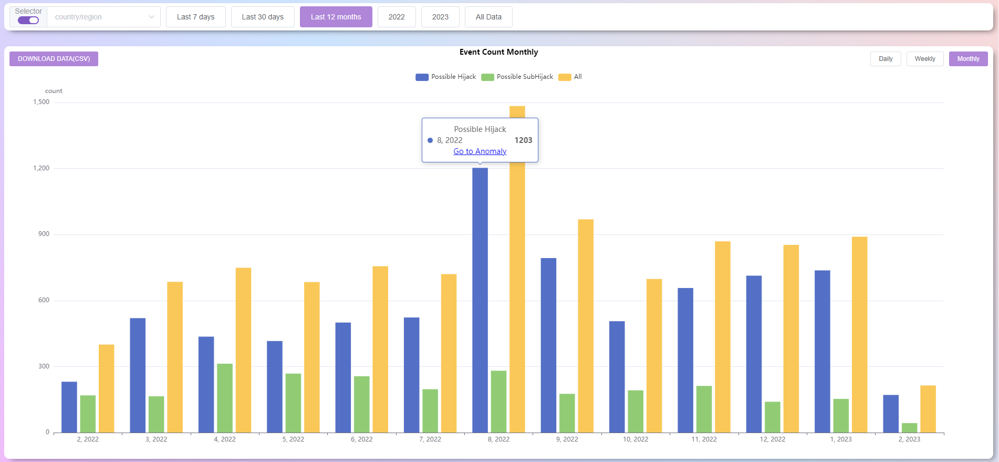 Selector
country/region
Last 7 days
Last 30 days
Last 12 months
2022
2023
All Data
DOWNLOAD DATA(CSV)
Event Count Monthly
Daily
Weekly
Monthly
Possible Hijack
Possible SubHijack
All
count
1,500
1,200
900
600
300
0
Possible Hijack
8, 2022 1203
Go to Anomaly
2, 2022
3, 2022
4, 2022
5, 2022
6, 2022
7, 2022
8, 2022
9, 2022
10, 2022
11, 2022
12, 2022
1, 2023
2, 2023